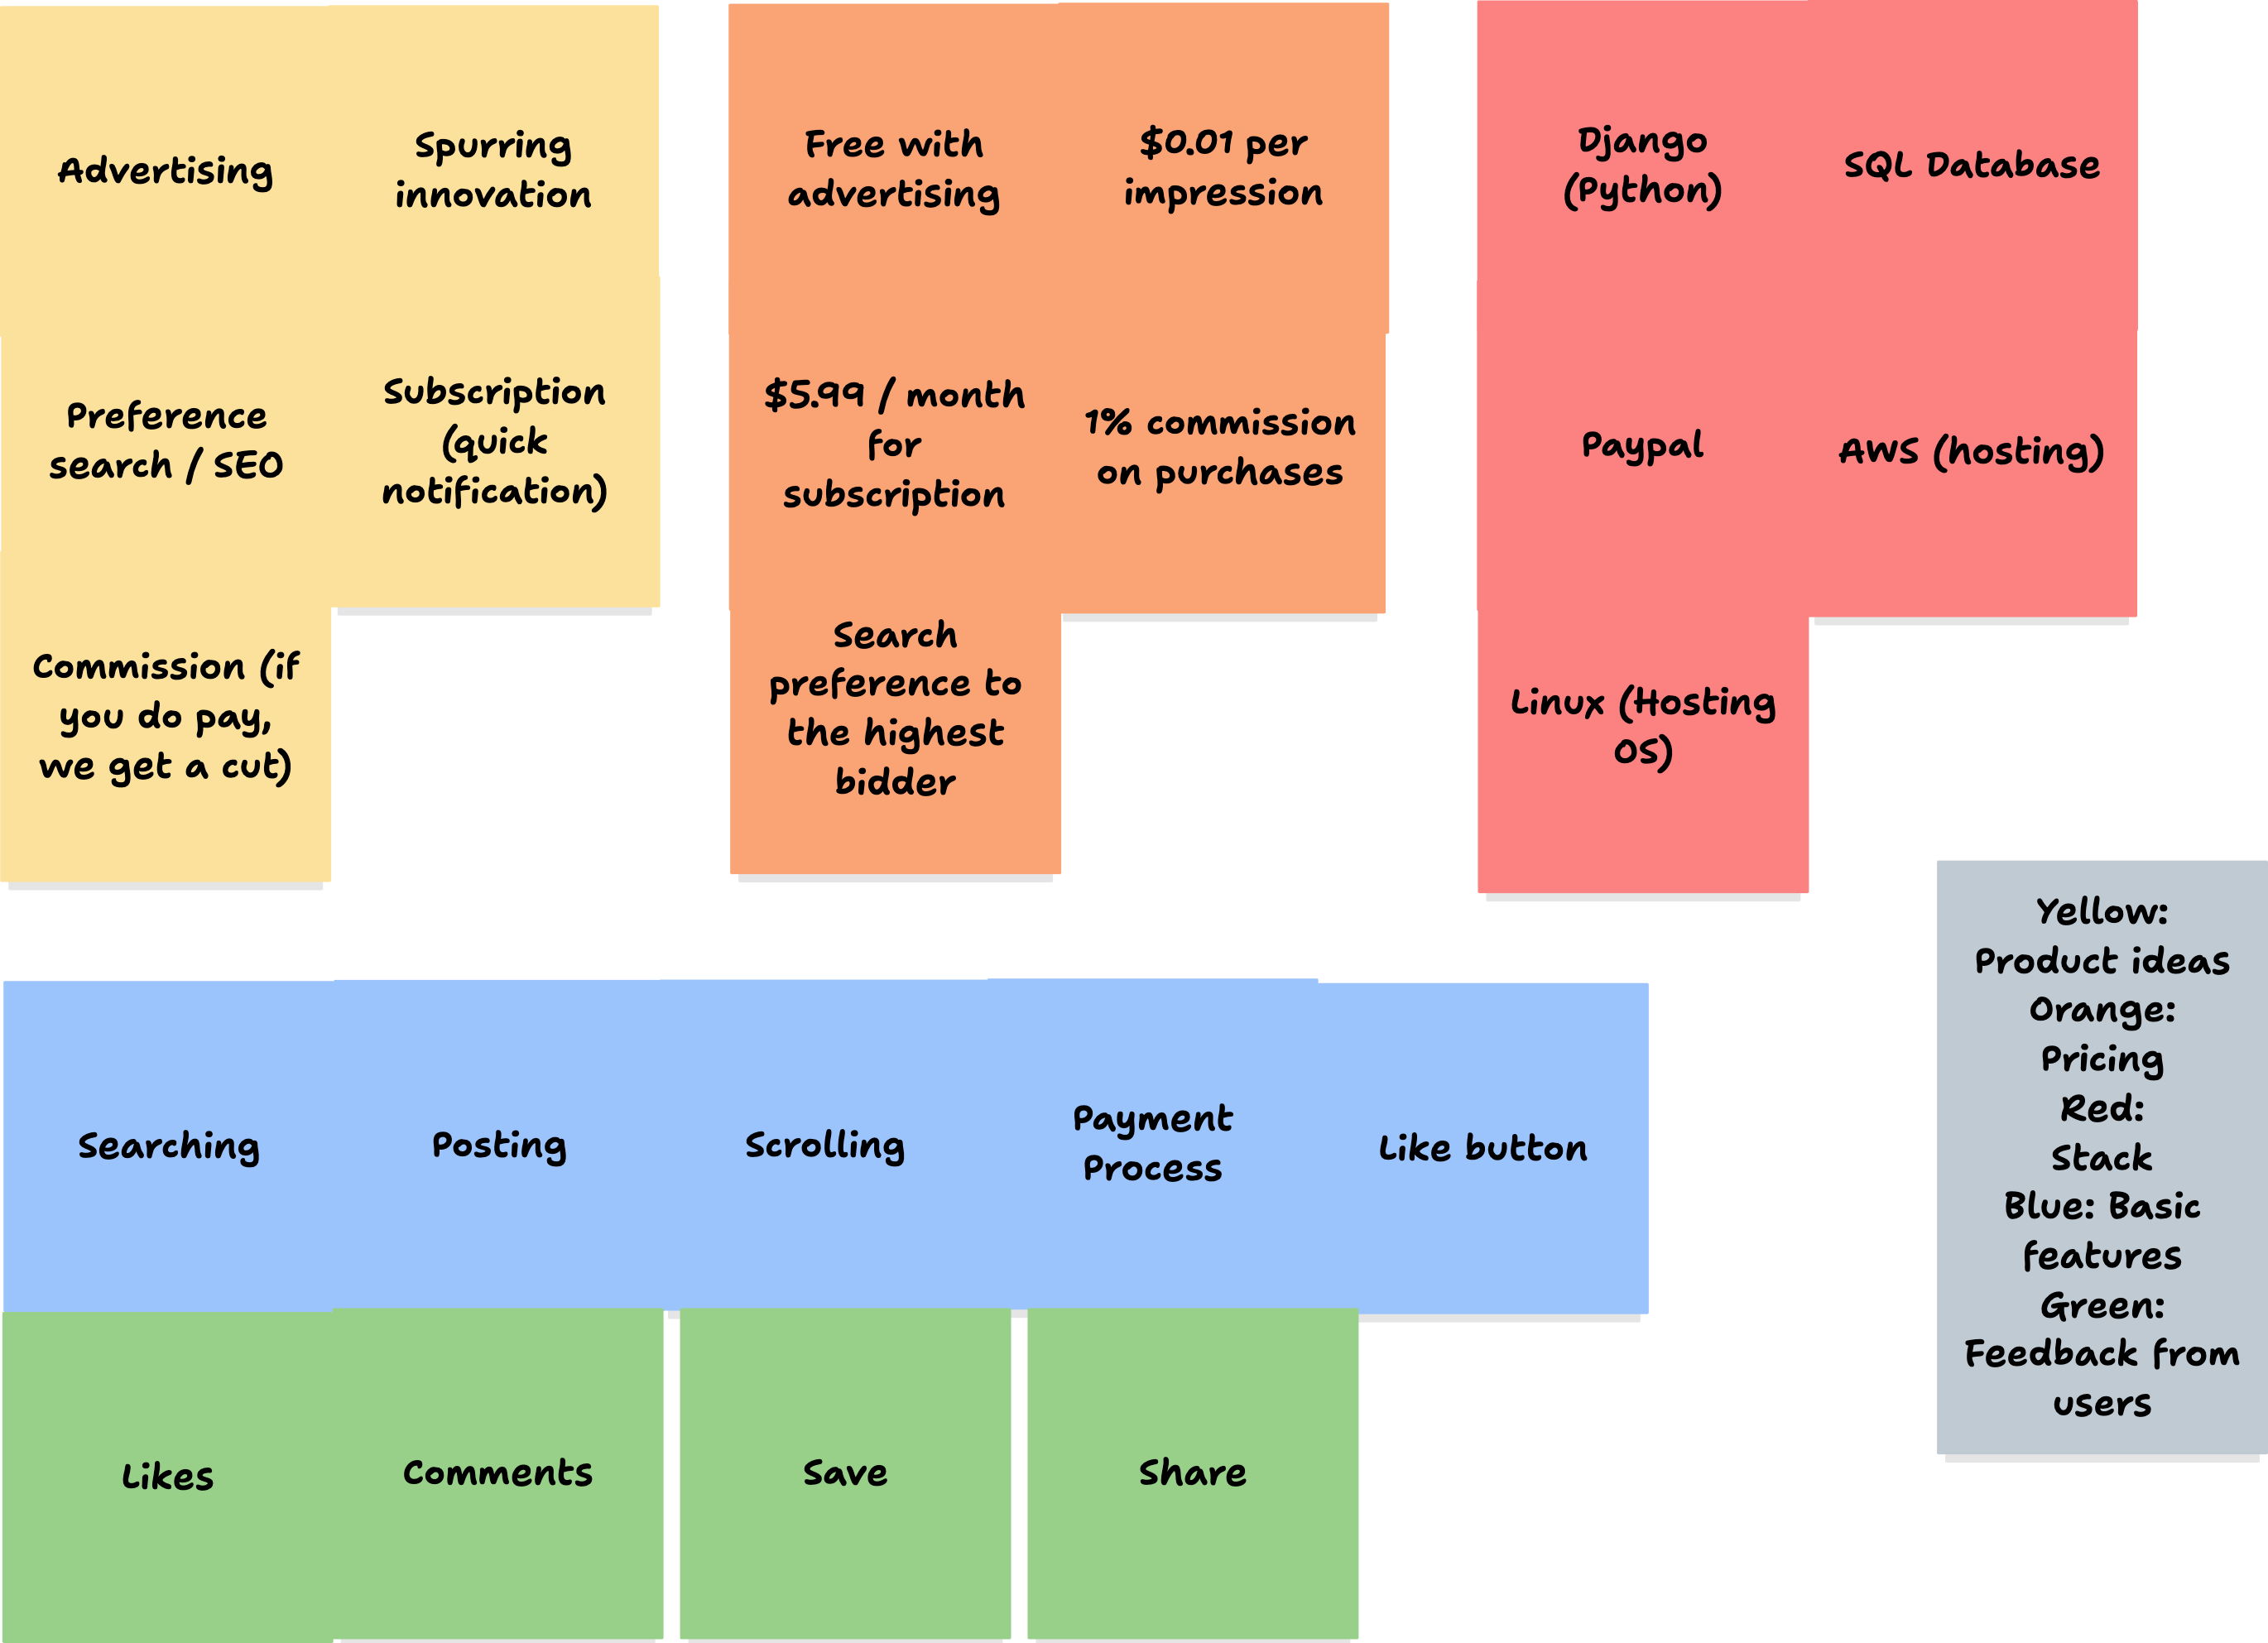 Advertising
Spurring
innovation
Preference
search / SEO
Subscription
(quick
notification)
Commission (if
you do pay,
we get a cut)
Free with
advertising
$0.01 per
impression
$5.99 / month
for
subscription
1% commission
on purchases
Search
preference to
the highest
bidder
Django
(Python)
SQL Database
Paypal
AWS (hosting)
Linux (Hosting
OS)
Searching
Posting
Scrolling
Payment
Process
Like button
Likes
Comments
Save
Share
Yellow:
Product ideas
Orange:
Pricing
Red:
Stack
Blue: Basic
features
Green:
Feedback from
users